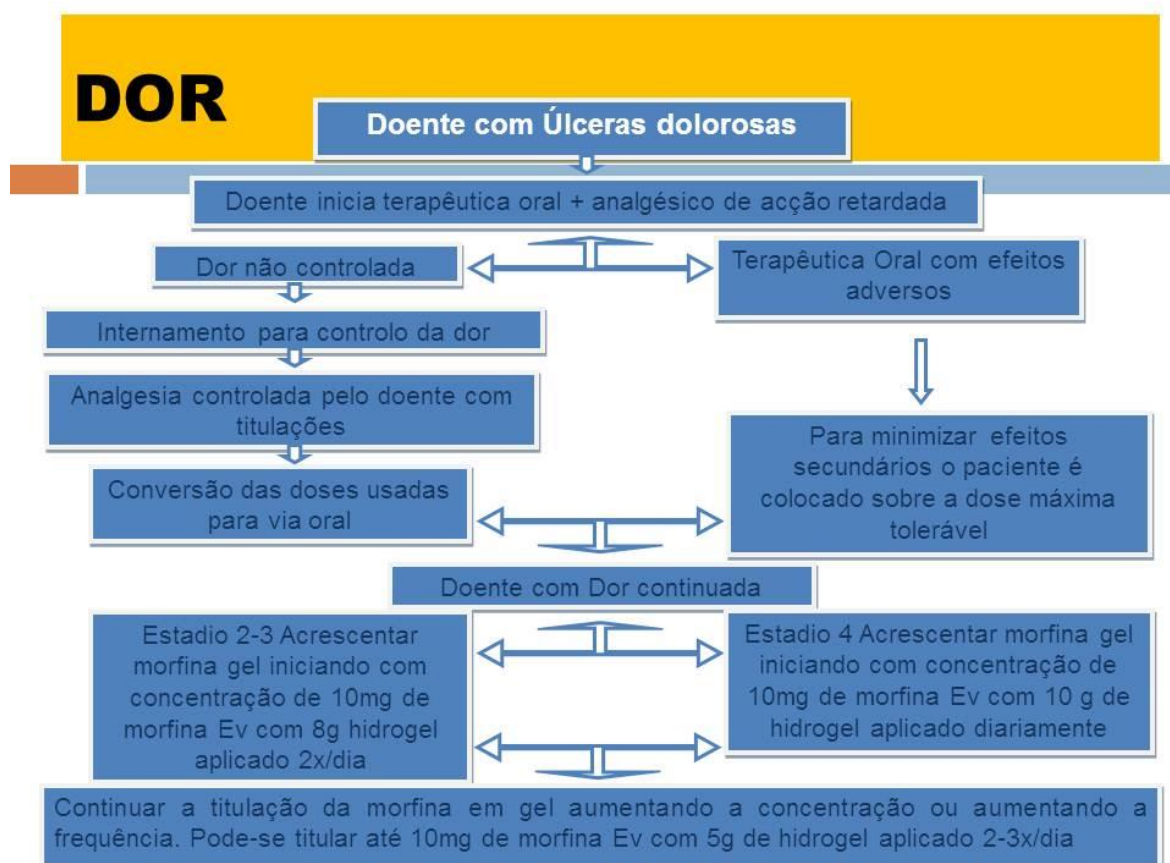 DOR
Doente com Úlceras dolorosas
Doente inicia terapêutica oral + analgésico de acção retardada
Dor não controlada
Terapêutica Oral com efeitos
adversos
Internamento para controlo da dor
Analgesia controlada pelo doente com
titulações
Para minimizar efeitos
secundários o paciente é
colocado sobre a dose máxima
tolerável
Conversão das doses usadas
para via oral
Doente com Dor continuada
Estadio 2-3 Acrescentar
morfina gel iniciando com
concentração de 10mg de
morfina Ev com 8g hidrogel
aplicado 2x/dia
Estadio 4 Acrescentar morfina gel
iniciando com concentração de
10mg de morfina Ev com 10 g de
hidrogel aplicado diariamente
Continuar a titulação da morfina em gel aumentando a concentração ou aumentando a
frequência. Pode-se titular até 10mg de morfina Ev com 5g de hidrogel aplicado 2-3x/dia